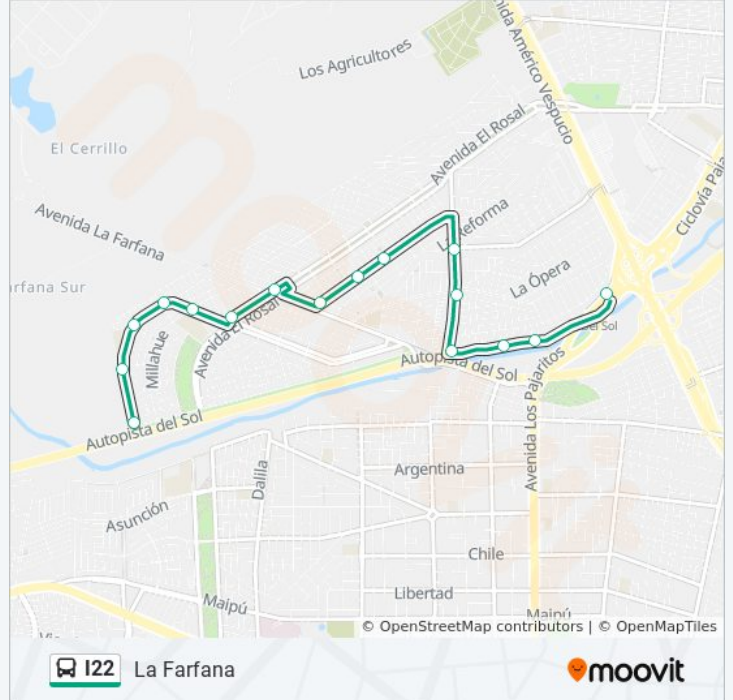 nida Américo Vespucio
Los Agricultores
Avenida El Rosal
El Cerrillo
Ciclovía Paja
Avenida La Farfana
La Reforma
La Ópera
arfana Sur
Avenida El Rosal
Millahue
del Sol
Autopista del Sol
Avenida Los Pajaritos
Autopista del Sol
Argentina
Dalila
Asunción
Chile
Libertad
Maipú
Maipú
© OpenStreetMap contributors | © OpenMapTiles
I22 La Farfana
moovit